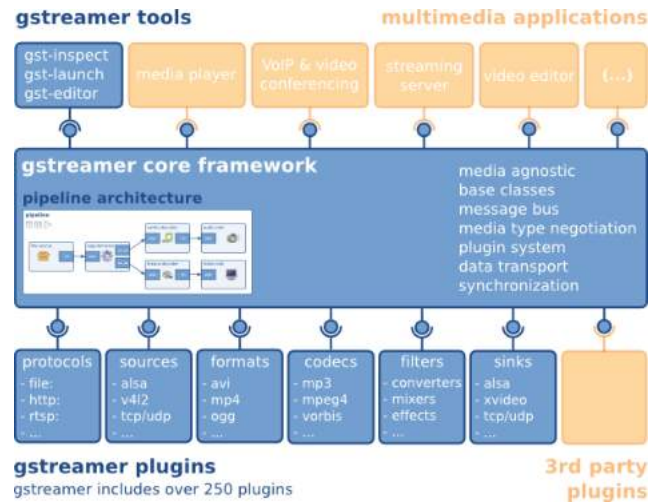 gstreamer tools
multimedia applications
gst-inspect
gst-launch
gst-editor
media player
VoIP & video
conferencing
streaming
server
video editor
(...)
gstreamer core framework
media agnostic
base classes
message bus
media type negotiation
plugin system
data transport
synchronization
pipeline architecture
pipeline
protocols
- file:
- http:
- rtsp:
- ...
sources
- alsa
- v4l2
- tcp/udp
- ...
formats
- avi
- mp4
- ogg
- ...
codecs
- mp3
- mpeg4
- vorbis
- ...
filters
- converters
- mixers
- effects
- ...
sinks
- alsa
- xvideo
- tcp/udp
- ...
gstreamer plugins
gstreamer includes over 250 plugins
3rd party
plugins